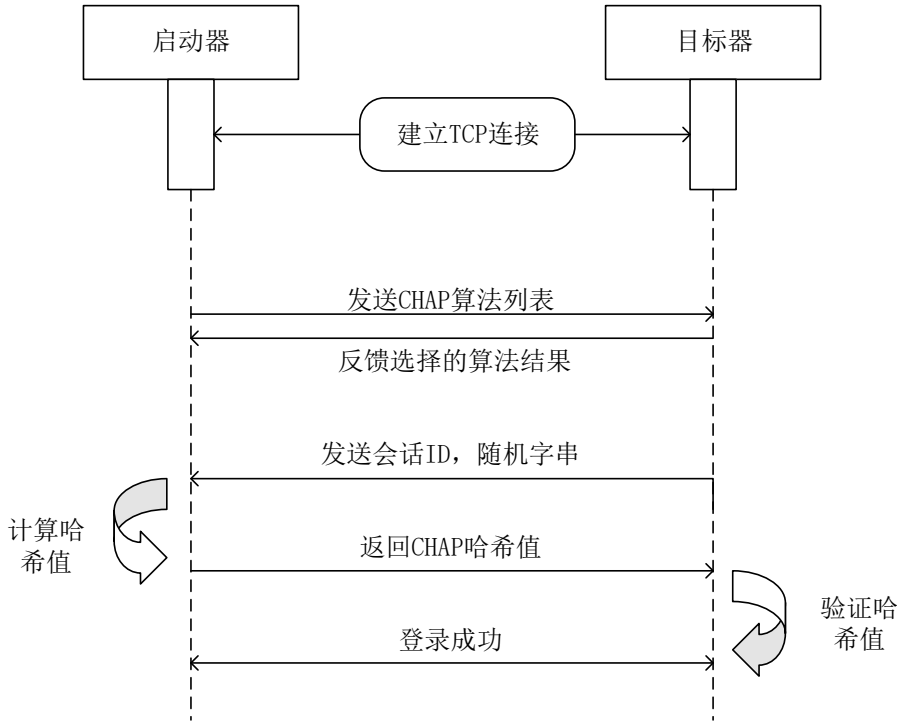 启动器
目标器
建立TCP连接
发送CHAP算法列表
反馈选择的算法结果
发送会话ID，随机字串
计算哈
希值
返回CHAP哈希值
验证哈
希值
登录成功